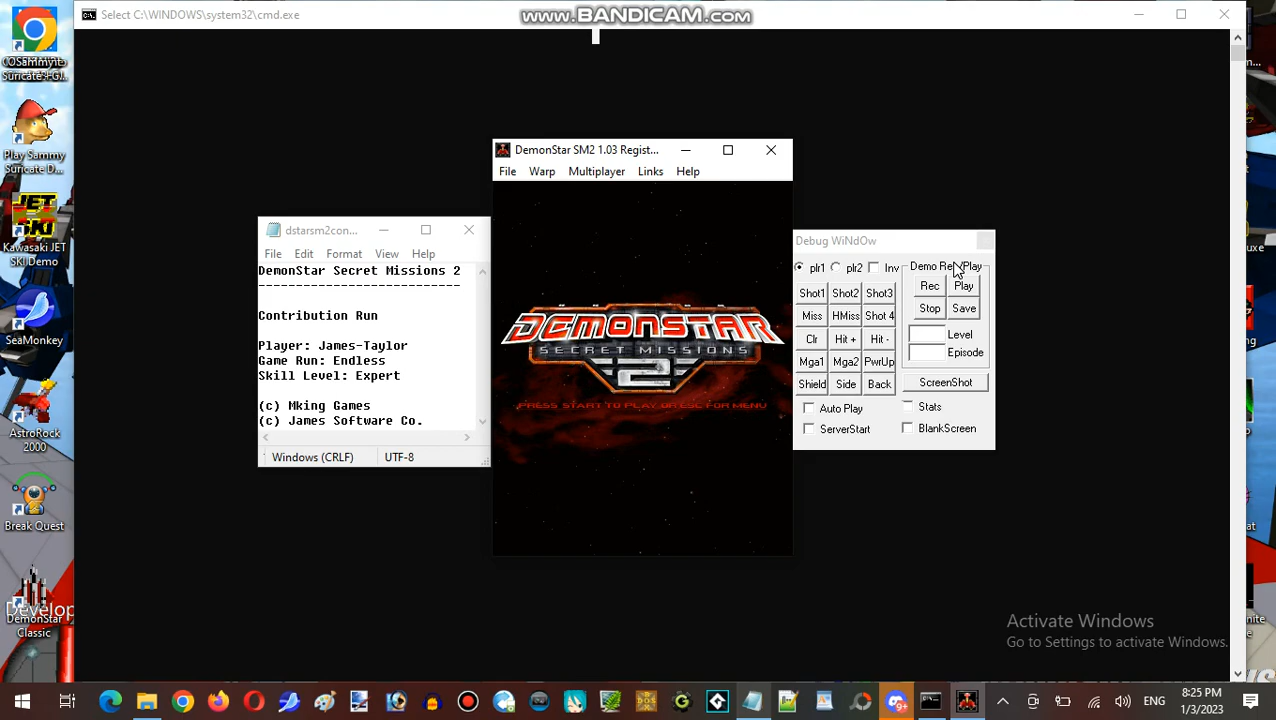 Select C:\WINDOWS\system32\cmd.exe
www.BANDICAM.com
Play Sammy
Suricate D...
Kawasaki JET
SKI Demo
SeaMonkey
AstroRock
2000
Break Quest
DemonStar
Classic
dstarsm2con...
File Edit Format View Help
DemonStar Secret Missions 2
---------------------------
Contribution Run
Player: James-Taylor
Game Run: Endless
Skill Level: Expert
(c) Mking Games
(c) James Software Co.
Windows (CRLF) UTF-8
DemonStar SM2 1.03 Regist...
File Warp Multiplayer Links Help
DEMONSTAR
SECRET MISSIONS
2
PRESS START TO PLAY OR ESC FOR MENU
Debug WiNdOw
plr1 plr2 Inv
Demo Rec/Play
Shot1 Shot2 Shot3 Rec Play
Miss HMiss Shot 4 Stop Save
Clr Hit + Hit - Level
Mga1 Mga2 PwrUp Episode
Shield Side Back ScreenShot
Auto Play Stats
ServerStart BlankScreen
Activate Windows
Go to Settings to activate Windows.
ENG
8:25 PM
1/3/2023